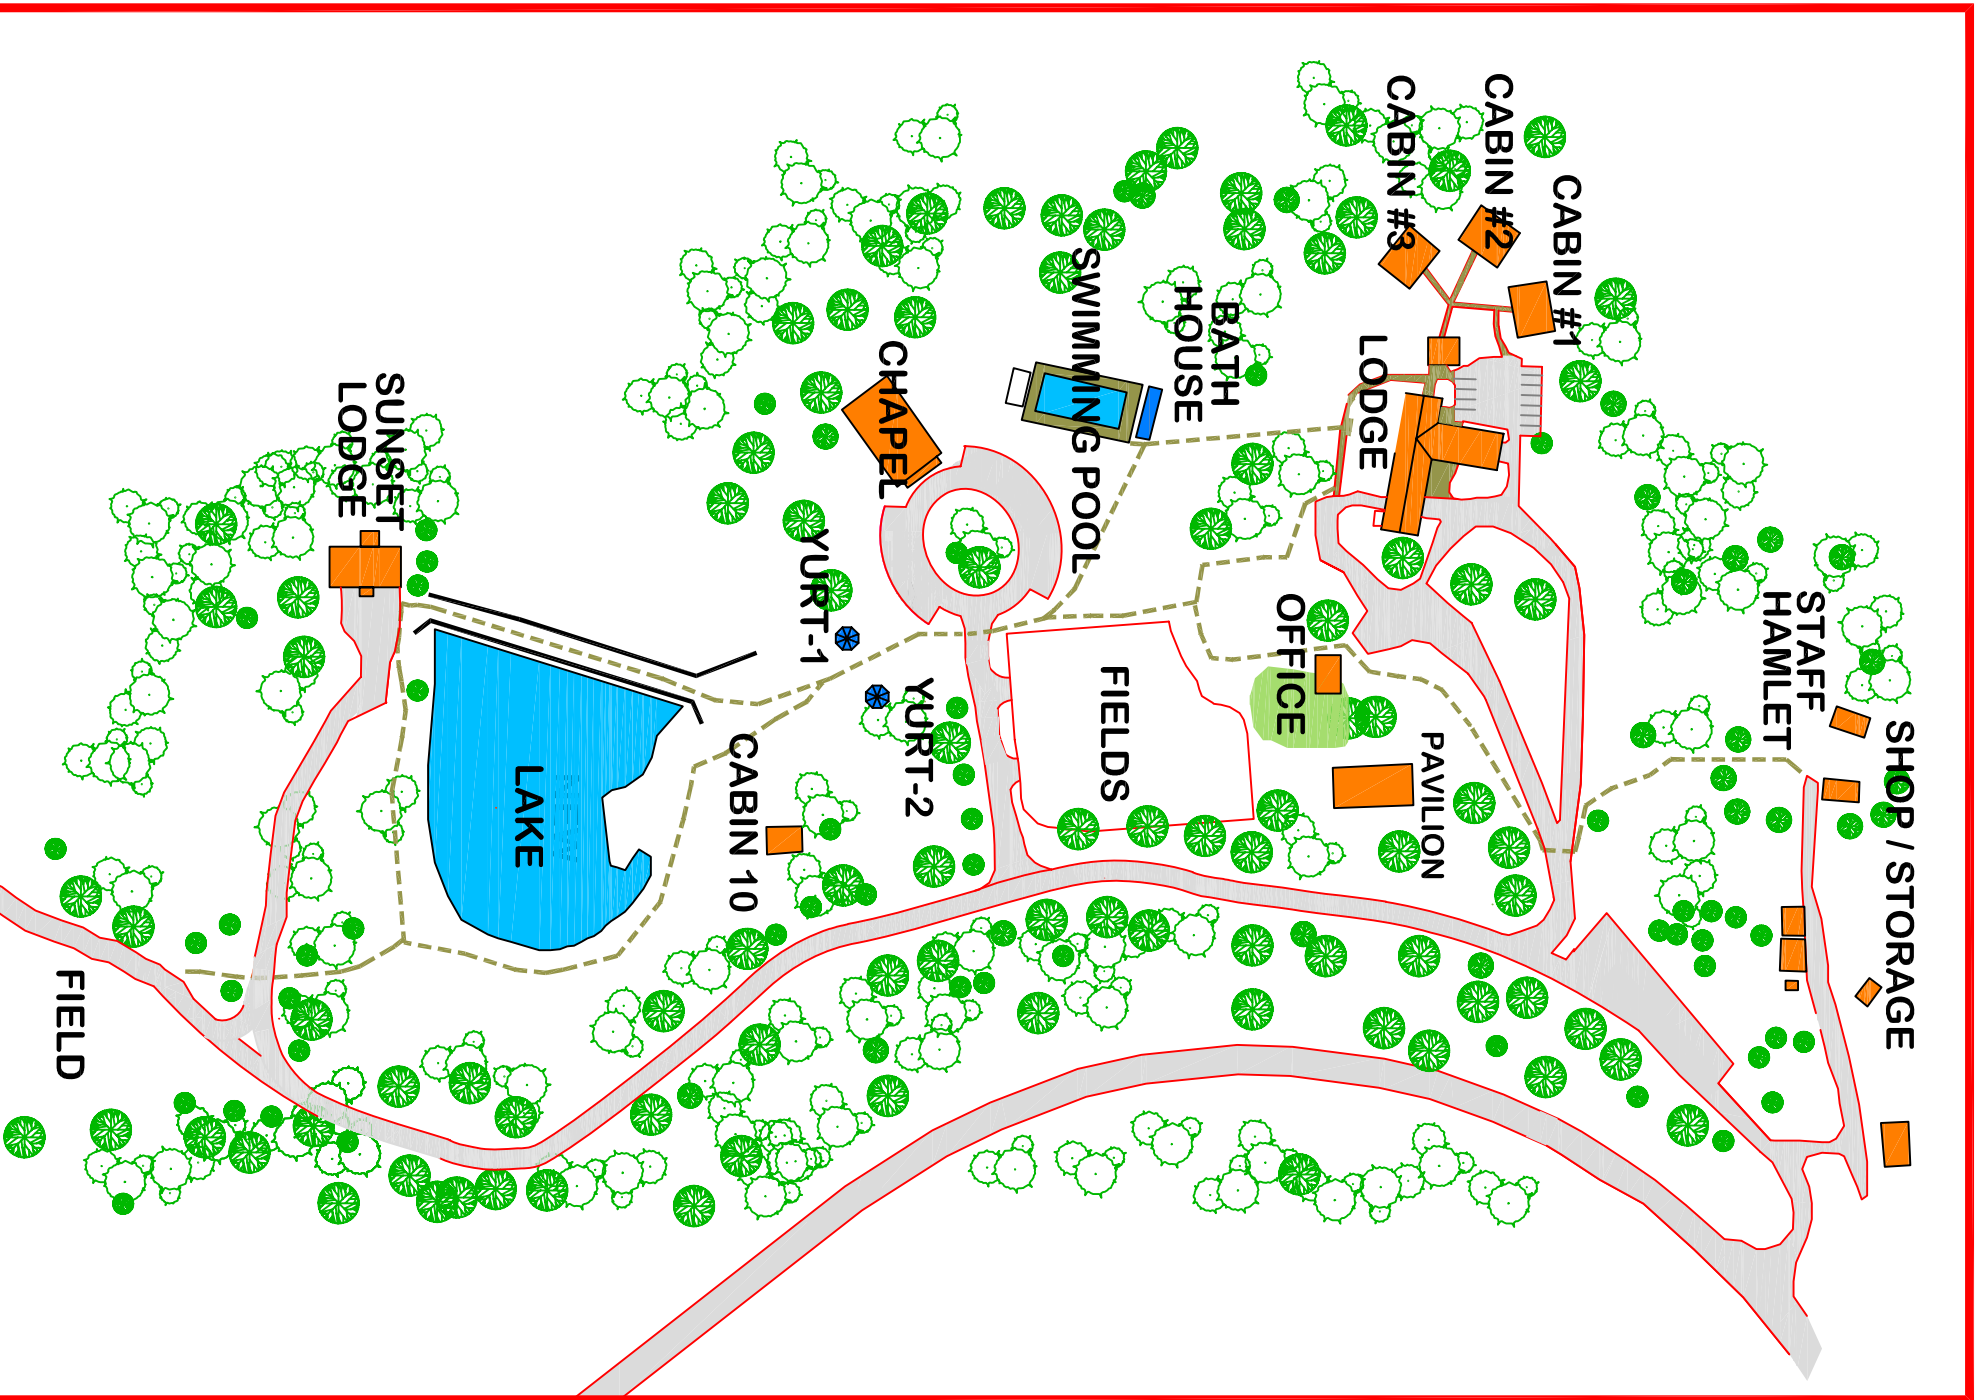 CABIN #3
CABIN #2
CABIN #1
SWIMMING POOL
BATH
HOUSE
LODGE
CHAPEL
SUNSET
LODGE
YURT-1
YURT-2
OFFICE
FIELDS
PAVILION
STAFF
HAMLET
SHOP / STORAGE
LAKE
CABIN 10
FIELD